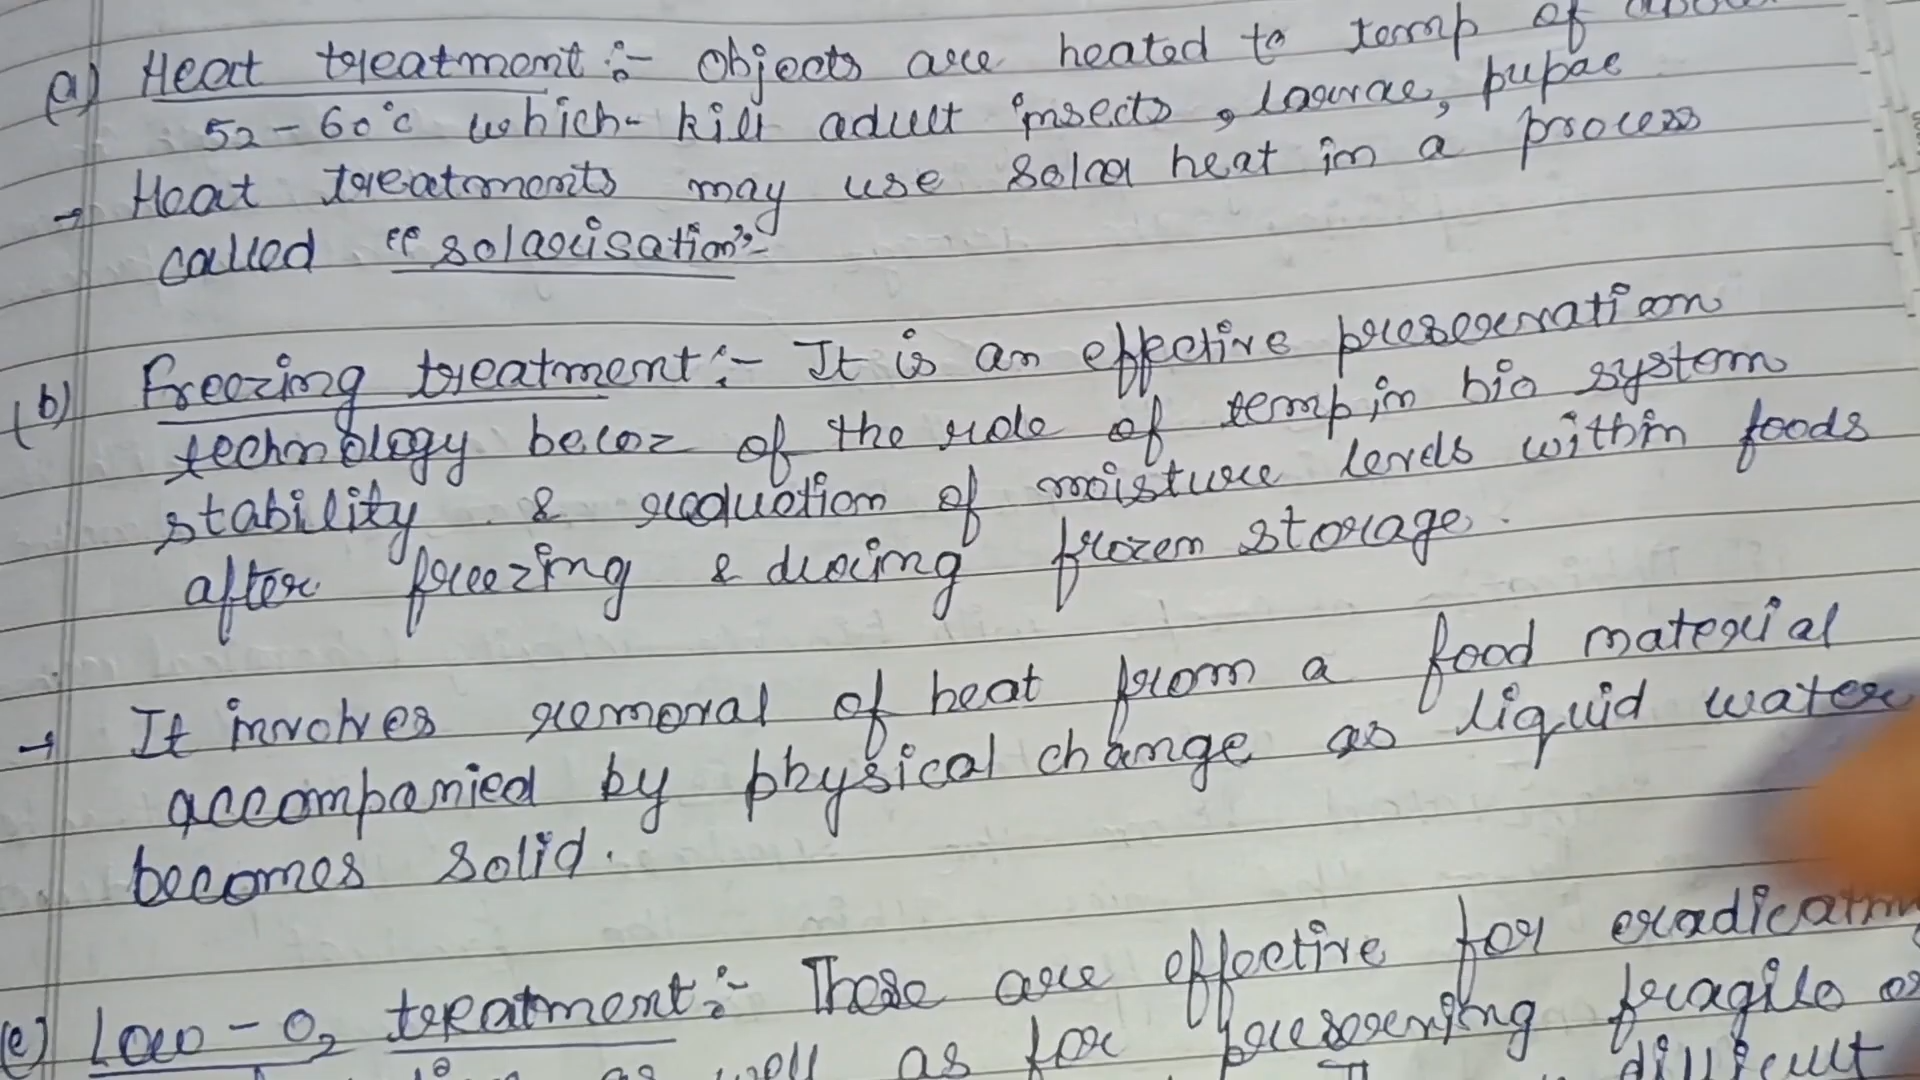 (a) Heat treatment :- Objects are heated to temp of
52 - 60°c which kill adult insects, larvae, pupae
→ Heat treatments may use solar heat in a process
called "solarisation"
(b) Freezing treatment :- It is an effective preservation
technology becoz of the role of temp in bio system
stability & reduction of moisture levels within foods
after freezing & during frozen storage.
→ It involves removal of heat from a food material
accompanied by physical change as liquid water
becomes solid.
(c) Low - O2 treatment :- These are effective for
as well as for preserving fragile or
difficult